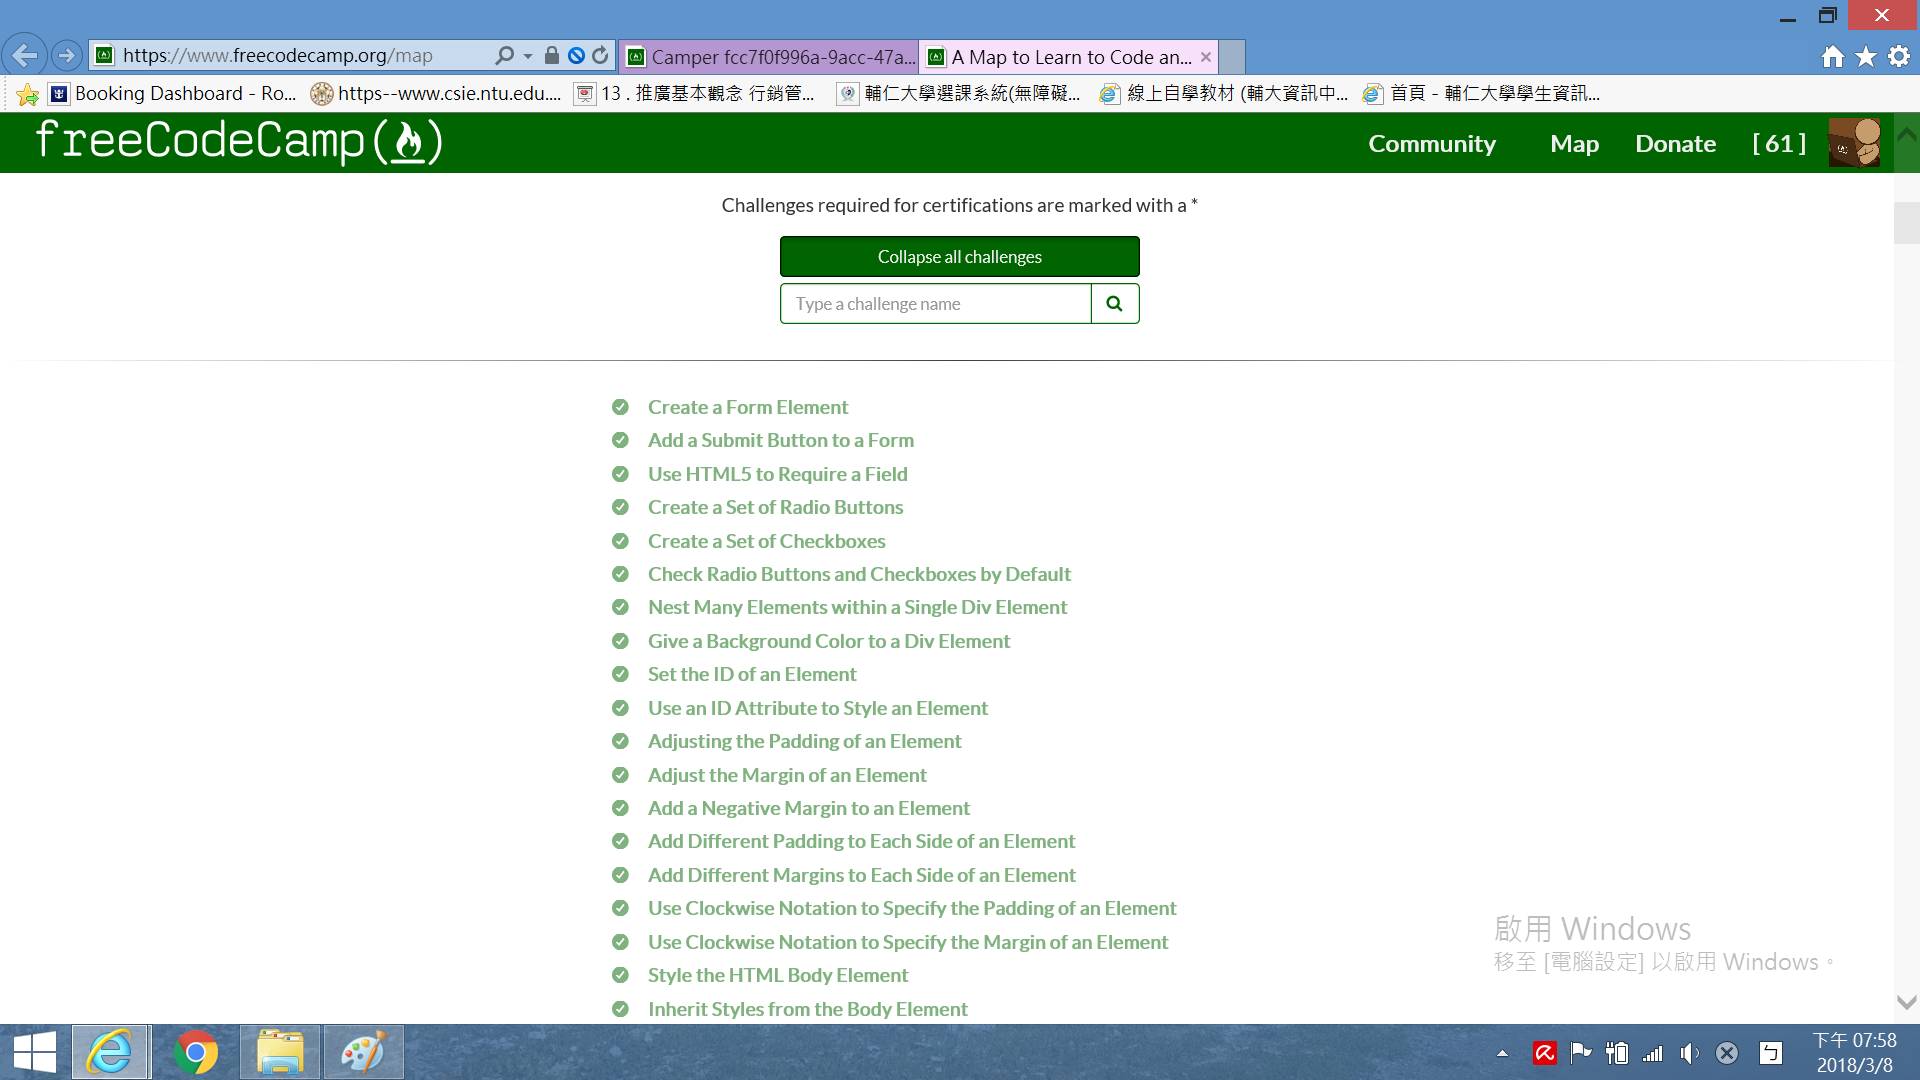 https://www.freecodecamp.org/map
Camper fcc7f0f996a-9acc-47a...
A Map to Learn to Code an...
Booking Dashboard - Ro...
https--www.csie.ntu.edu....
13 . 推廣基本觀念 行銷管...
輔仁大學選課系統(無障礙...
線上自學教材 (輔大資訊中...
首頁 - 輔仁大學學生資訊...
freeCodeCamp
Community
Map
Donate
[ 61 ]
Challenges required for certifications are marked with a *
Collapse all challenges
Type a challenge name
Create a Form Element
Add a Submit Button to a Form
Use HTML5 to Require a Field
Create a Set of Radio Buttons
Create a Set of Checkboxes
Check Radio Buttons and Checkboxes by Default
Nest Many Elements within a Single Div Element
Give a Background Color to a Div Element
Set the ID of an Element
Use an ID Attribute to Style an Element
Adjusting the Padding of an Element
Adjust the Margin of an Element
Add a Negative Margin to an Element
Add Different Padding to Each Side of an Element
Add Different Margins to Each Side of an Element
Use Clockwise Notation to Specify the Padding of an Element
Use Clockwise Notation to Specify the Margin of an Element
Style the HTML Body Element
Inherit Styles from the Body Element
啟用 Windows
移至 [電腦設定] 以啟用 Windows。
ㄅ
下午 07:58
2018/3/8